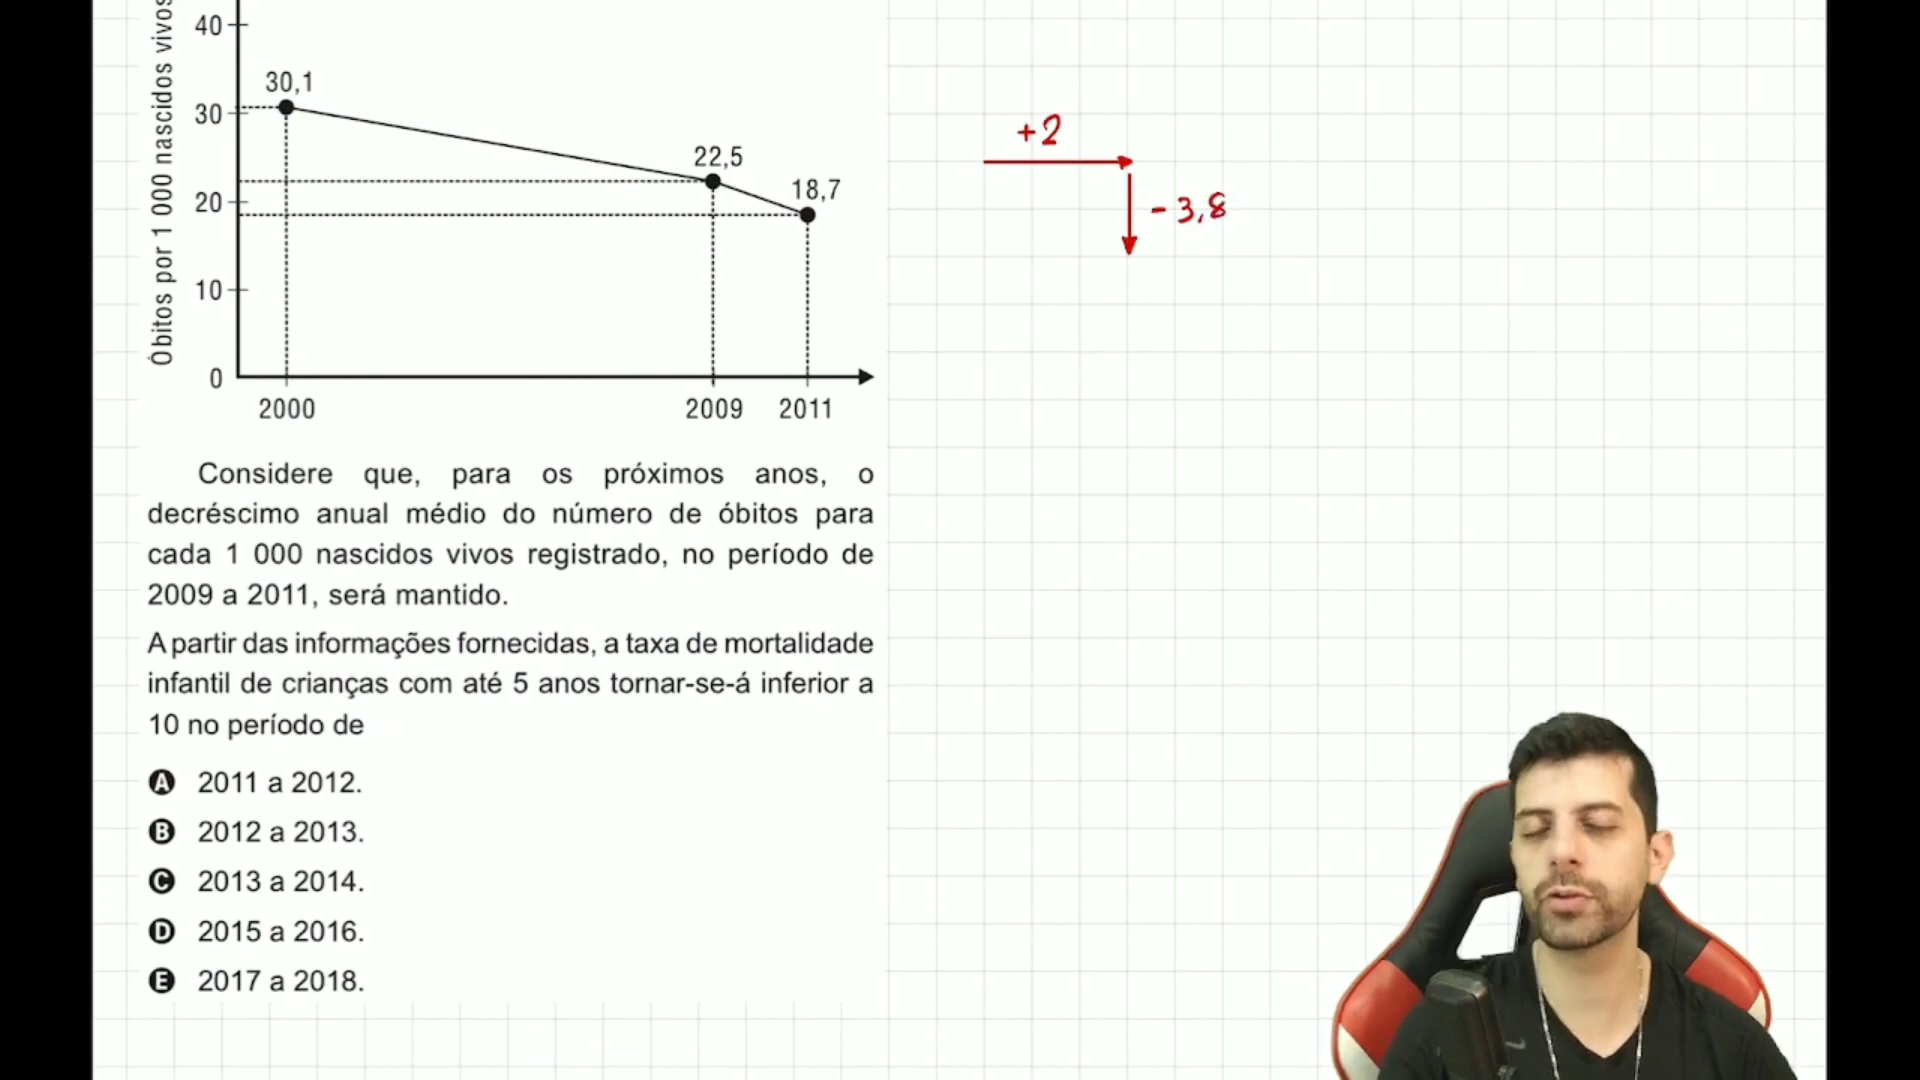 40
Óbitos por 1 000 nascidos vivos
30,1
30
22,5
18,7
20
10
0
2000 2009 2011
+2
- 3,8
Considere que, para os próximos anos, o
decréscimo anual médio do número de óbitos para
cada 1 000 nascidos vivos registrado, no período de
2009 a 2011, será mantido.
A partir das informações fornecidas, a taxa de mortalidade
infantil de crianças com até 5 anos tornar-se-á inferior a
10 no período de
A 2011 a 2012.
B 2012 a 2013.
C 2013 a 2014.
D 2015 a 2016.
E 2017 a 2018.